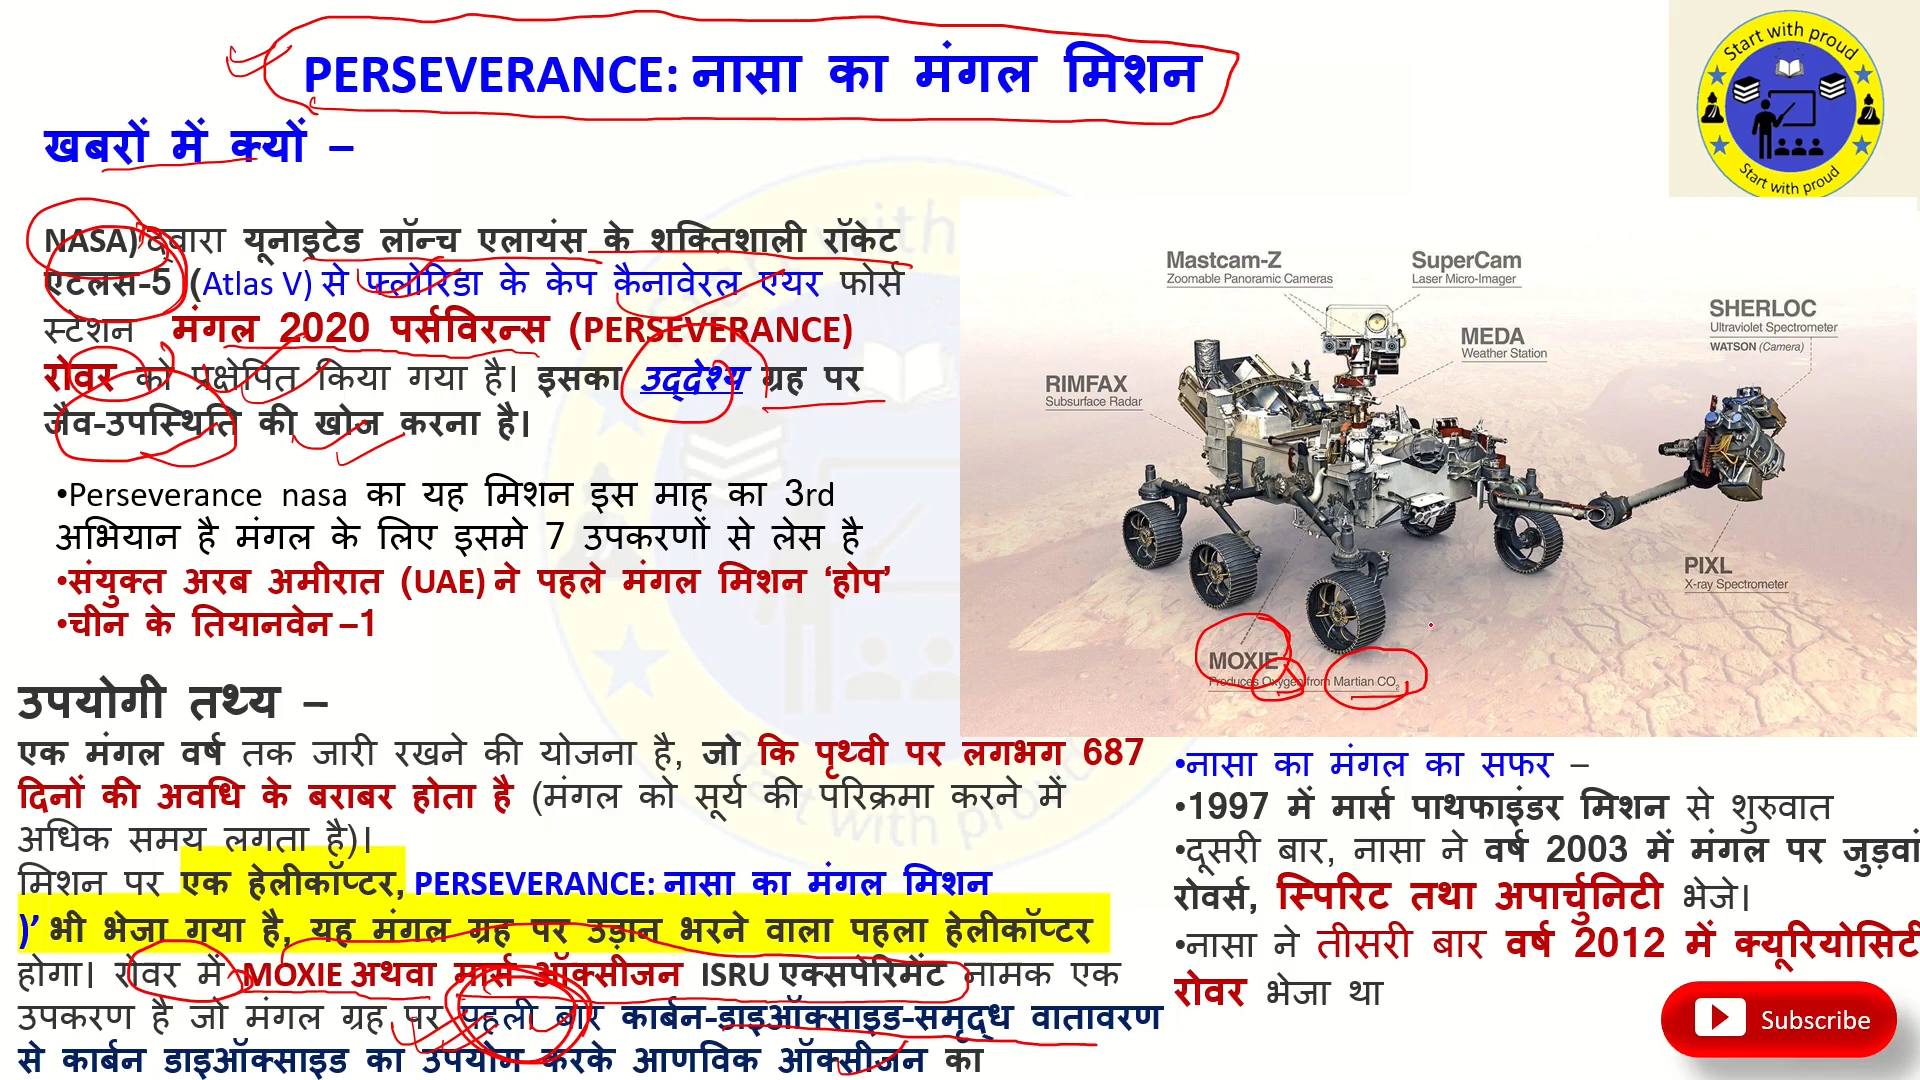 PERSEVERANCE: नासा का मंगल मिशन
खबरों में क्यों –
NASA) द्वारा यूनाइटेड लॉन्च एलायंस के शक्तिशाली रॉकेट
एटलस-5 (Atlas V) से फ्लोरिडा के केप कैनावेरल एयर फोर्स
स्टेशन मंगल 2020 पर्सविरन्स (PERSEVERANCE)
रोवर को प्रक्षेपित किया गया है। इसका उद्देश्य ग्रह पर
जैव-उपस्थिति की खोज करना है।
•Perseverance nasa का यह मिशन इस माह का 3rd
अभियान है मंगल के लिए इसमे 7 उपकरणों से लेस है
•संयुक्त अरब अमीरात (UAE) ने पहले मंगल मिशन ‘होप’
•चीन के तियानवेन –1
उपयोगी तथ्य –
एक मंगल वर्ष तक जारी रखने की योजना है, जो कि पृथ्वी पर लगभग 687
दिनों की अवधि के बराबर होता है (मंगल को सूर्य की परिक्रमा करने में
अधिक समय लगता है)।
मिशन पर एक हेलीकॉप्टर, PERSEVERANCE: नासा का मंगल मिशन
)’ भी भेजा गया है, यह मंगल ग्रह पर उड़ान भरने वाला पहला हेलीकॉप्टर
होगा। रोवर में MOXIE अथवा मार्स ऑक्सीजन ISRU एक्सपेरिमेंट नामक एक
उपकरण है जो मंगल ग्रह पर पहली बार कार्बन-डाइऑक्साइड-समृद्ध वातावरण
से कार्बन डाइऑक्साइड का उपयोग करके आणविक ऑक्सीजन का
Start with proud
Start with proud
Mastcam-Z
Zoomable Panoramic Cameras
SuperCam
Laser Micro-Imager
MEDA
Weather Station
SHERLOC
Ultraviolet Spectrometer
WATSON (Camera)
RIMFAX
Subsurface Radar
PIXL
X-ray Spectrometer
MOXIE
Produces Oxygen from Martian CO₂
•नासा का मंगल का सफर –
•1997 में मार्स पाथफाइंडर मिशन से शुरुवात
•दूसरी बार, नासा ने वर्ष 2003 में मंगल पर जुड़वां
रोवर्स, स्पिरिट तथा अपार्चुनिटी भेजे।
•नासा ने तीसरी बार वर्ष 2012 में क्यूरियोसिटी
रोवर भेजा था
Subscribe
with
Start with proud